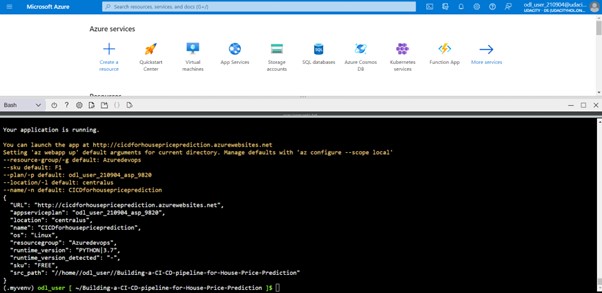 Microsoft Azure
Search resources, services, and docs (G+/)
odl_user_210904@udaci...
Azure services
Create a resource
Quickstart Center
Virtual machines
App Services
Storage accounts
SQL databases
Azure Cosmos DB
Kubernetes services
Function App
More services
Bash
Your application is running.
You can launch the app at http://cicdforhousepriceprediction.azurewebsites.net
Setting 'az webapp up' default arguments for current directory. Manage defaults with 'az configure --scope local'
--resource-group/-g default: Azuredevops
--sku default: F1
--plan/-p default: odl_user_210904_asp_9820
--location/-l default: centralus
--name/-n default: CICDforhousepriceprediction
{
"URL": "http://cicdforhousepriceprediction.azurewebsites.net",
"appserviceplan": "odl_user_210904_asp_9820",
"location": "centralus",
"name": "CICDforhousepriceprediction",
"os": "Linux",
"resourcegroup": "Azuredevops",
"runtime_version": "PYTHON|3.7",
"runtime_version_detected": "-",
"sku": "FREE",
"src_path": "//home//odl_user//Building-a-CI-CD-pipeline-for-House-Price-Prediction"
}
(.myvenv) odl_user [ ~/Building-a-CI-CD-pipeline-for-House-Price-Prediction ]$